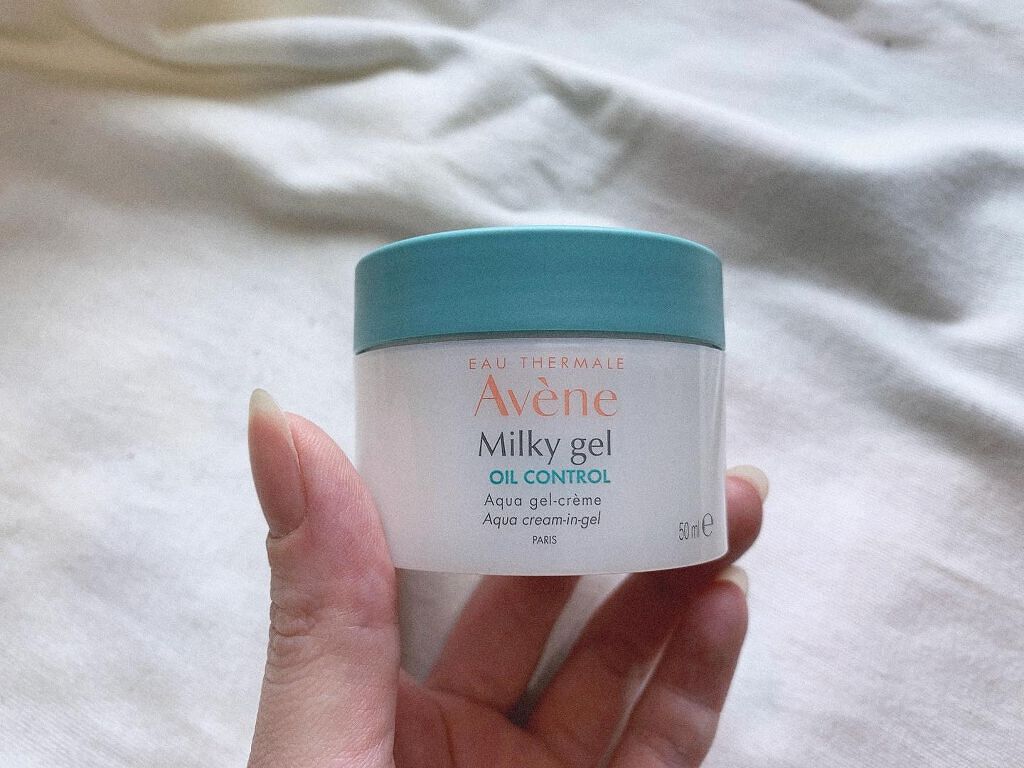 EAU THERMALE
Avène
Milky gel
OIL CONTROL
Aqua gel-crème
Aqua cream-in-gel
PARIS
50 ml ℮